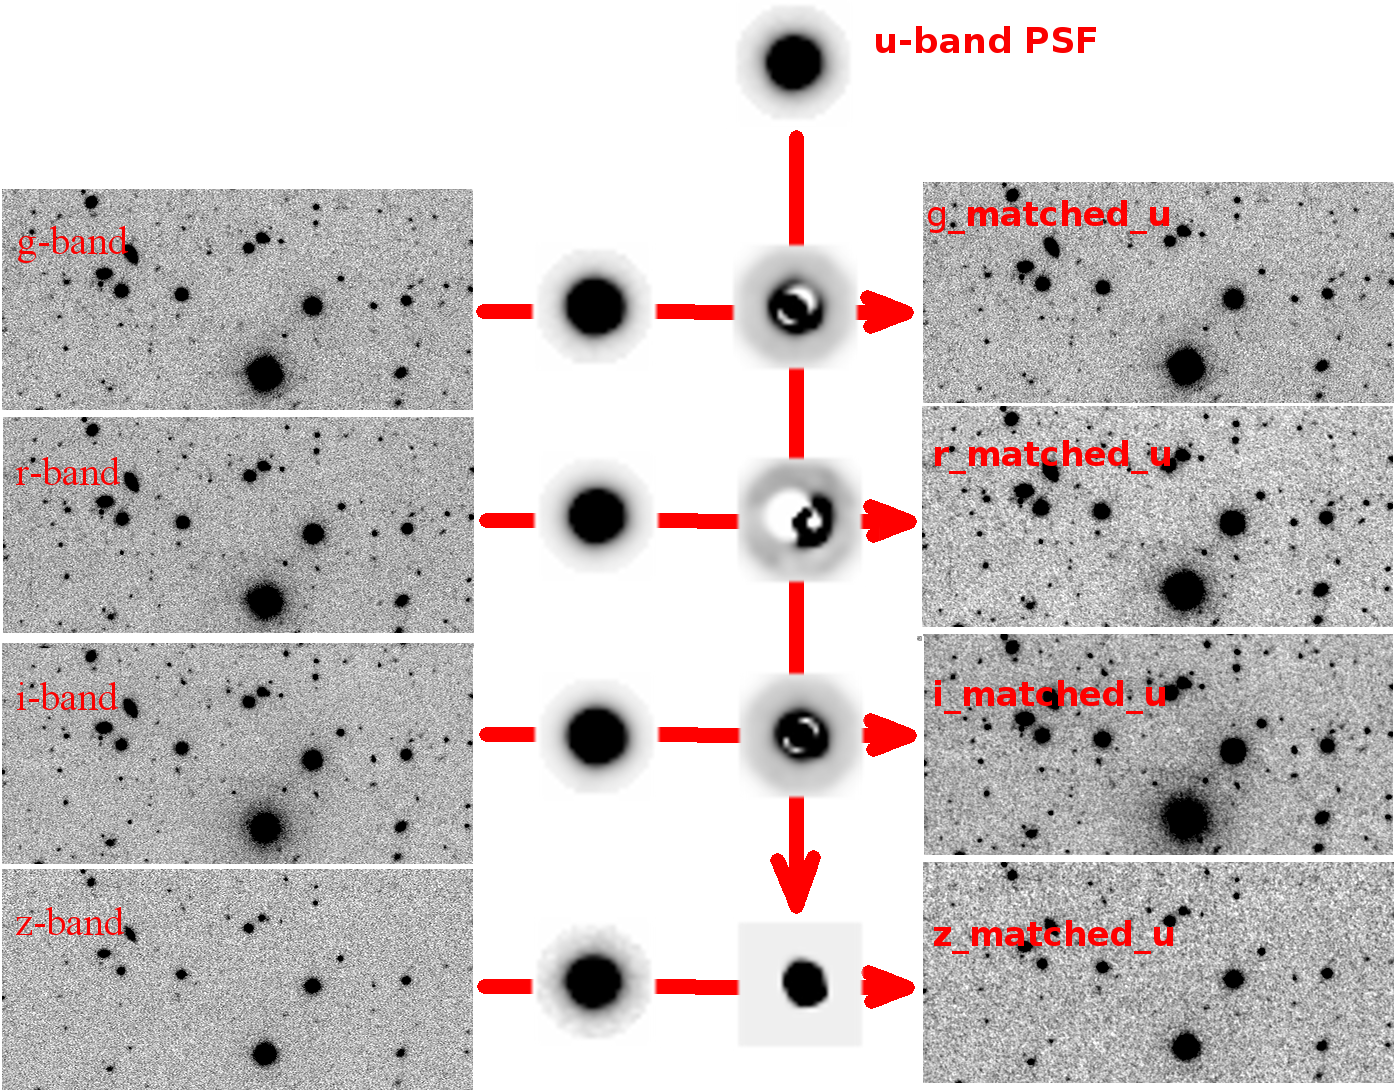 u-band PSF
g-band
g_matched_u
r-band
r_matched_u
i-band
i_matched_u
z-band
z_matched_u